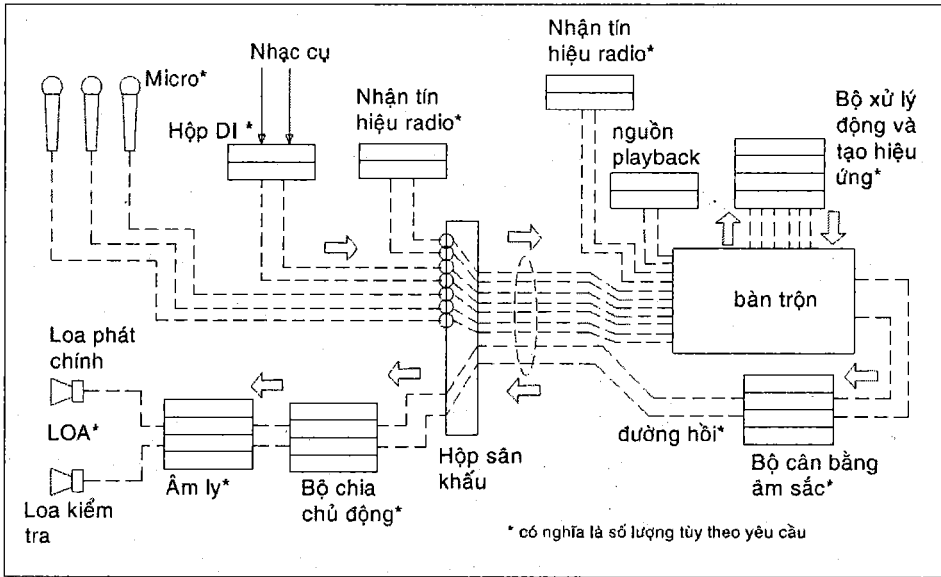 Nhạc cụ
Micro*
Hộp DI *
Nhận tín
hiệu radio*
Nhận tín
hiệu radio*
nguồn
playback
Bộ xử lý
động và
tạo hiệu
ứng*
bàn trộn
Loa phát
chính
LOA*
Loa kiểm
tra
Âm ly*
Bộ chia
chủ động*
Hộp sân
khấu
đường hồi*
Bộ cân bằng
âm sắc*
* có nghĩa là số lượng tùy theo yêu cầu